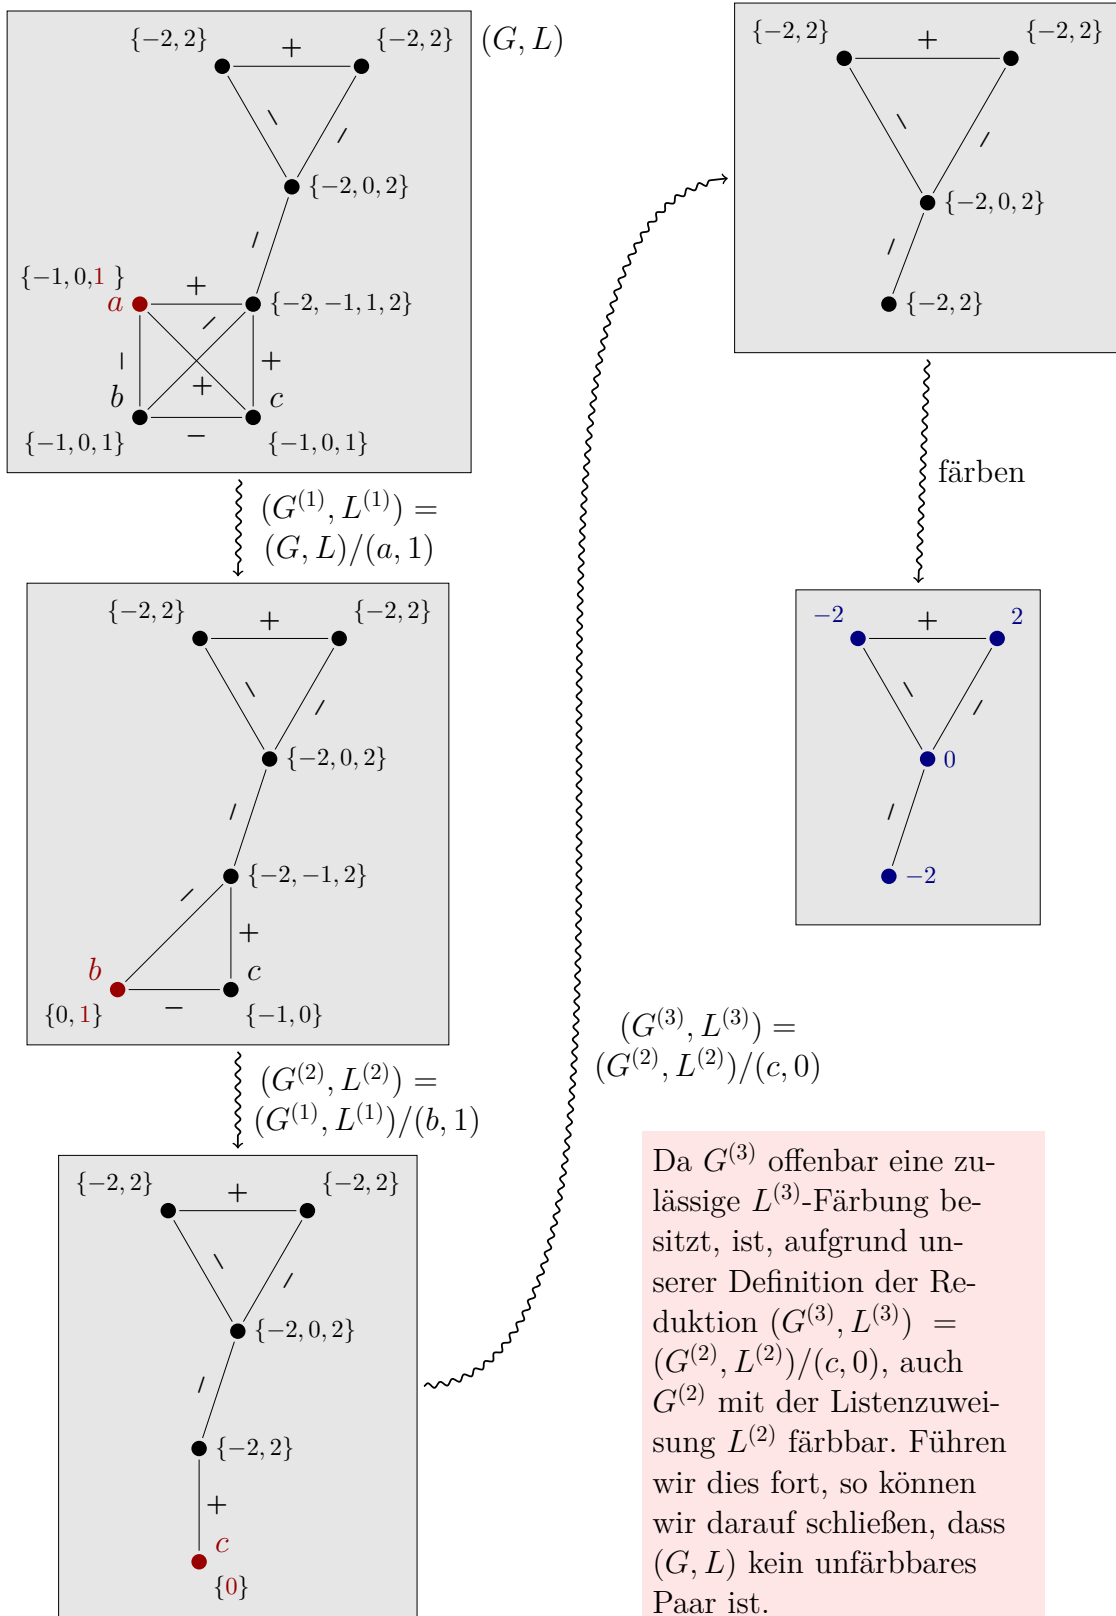 {−2, 2} + {−2, 2} (G, L)
− −
{−2, 0, 2}
−
{−1, 0, 1 }
a + {−2, −1, 1, 2}
−
− +
b + c
{−1, 0, 1} − {−1, 0, 1}
(G⁽¹⁾, L⁽¹⁾) =
(G, L)/(a, 1)
{−2, 2} + {−2, 2}
− −
{−2, 0, 2}
−
{−2, −1, 2}
−
+
b c
{0, 1} − {−1, 0}
(G⁽²⁾, L⁽²⁾) =
(G⁽¹⁾, L⁽¹⁾)/(b, 1)
{−2, 2} + {−2, 2}
− −
{−2, 0, 2}
−
{−2, 2}
+
c
{0}
(G⁽³⁾, L⁽³⁾) =
(G⁽²⁾, L⁽²⁾)/(c, 0)
{−2, 2} + {−2, 2}
− −
{−2, 0, 2}
−
{−2, 2}
färben
−2 + 2
− −
0
−
−2
Da G⁽³⁾ offenbar eine zu-
lässige L⁽³⁾-Färbung be-
sitzt, ist, aufgrund un-
serer Definition der Re-
duktion (G⁽³⁾, L⁽³⁾) =
(G⁽²⁾, L⁽²⁾)/(c, 0), auch
G⁽²⁾ mit der Listenzuwei-
sung L⁽²⁾ färbbar. Führen
wir dies fort, so können
wir darauf schließen, dass
(G, L) kein unfärbbares
Paar ist.